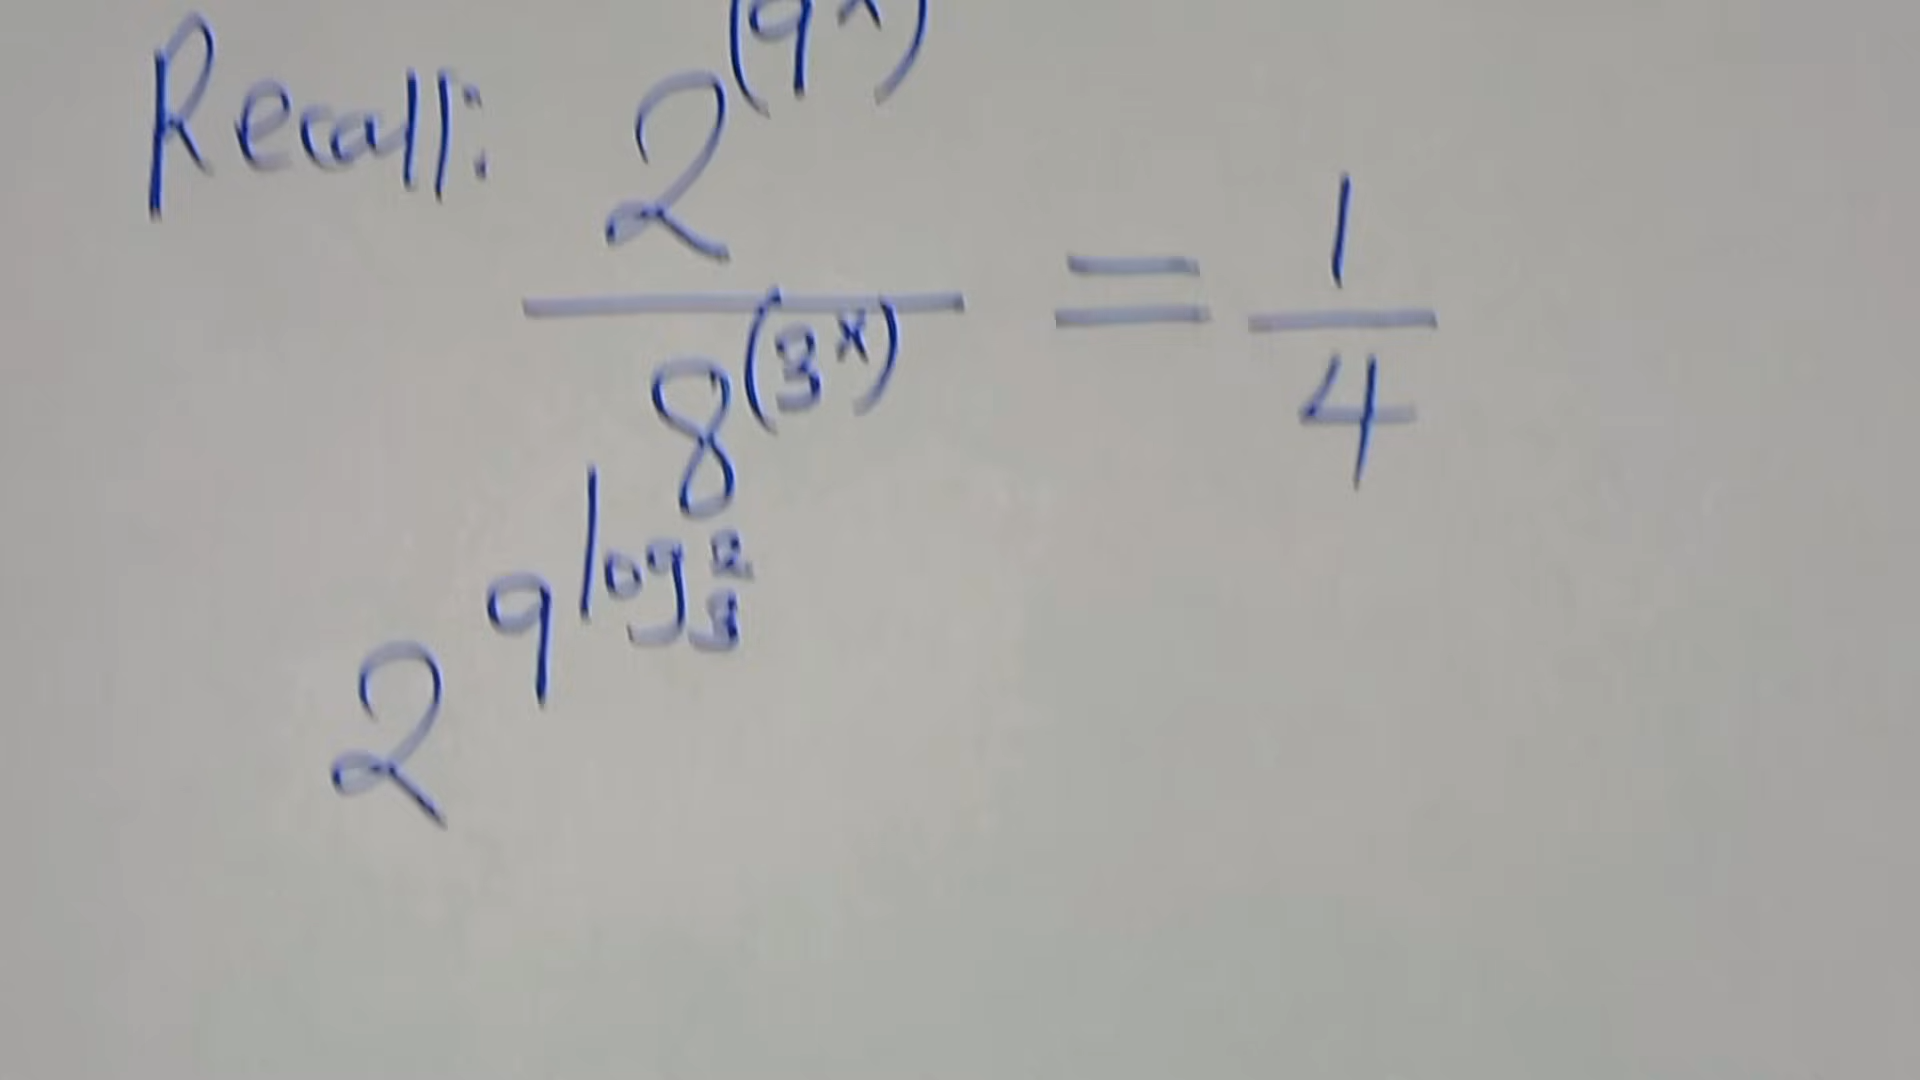 Recall: 2^(9^x)
/ 8^(3^x) = 1/4
2^9^log_3^2